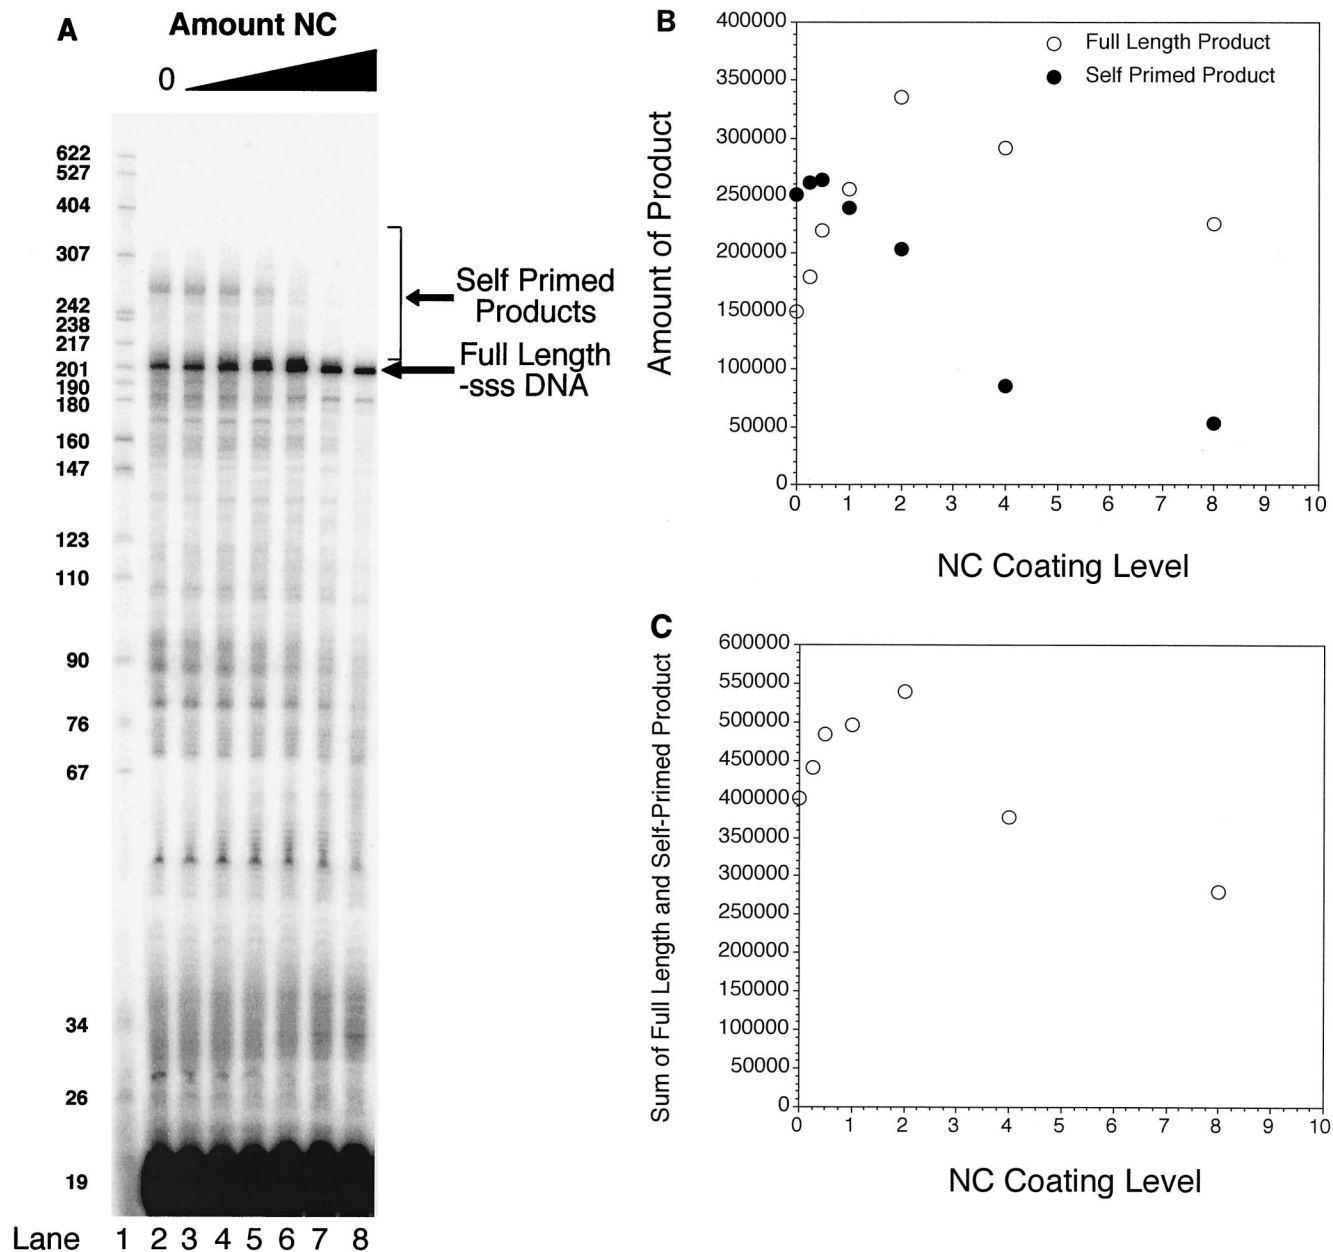 A
Amount NC
0
622
527
404
307
242
238
217
201
190
180
160
147
123
110
90
76
67
34
26
19
Self Primed
Products
Full Length
-sss DNA
Lane 1 2 3 4 5 6 7 8
B
Full Length Product
Self Primed Product
Amount of Product
400000
350000
300000
250000
200000
150000
100000
50000
0
0 1 2 3 4 5 6 7 8 9 10
NC Coating Level
C
Sum of Full Length and Self-Primed Product
600000
550000
500000
450000
400000
350000
300000
250000
200000
150000
100000
50000
0
0 1 2 3 4 5 6 7 8 9 10
NC Coating Level